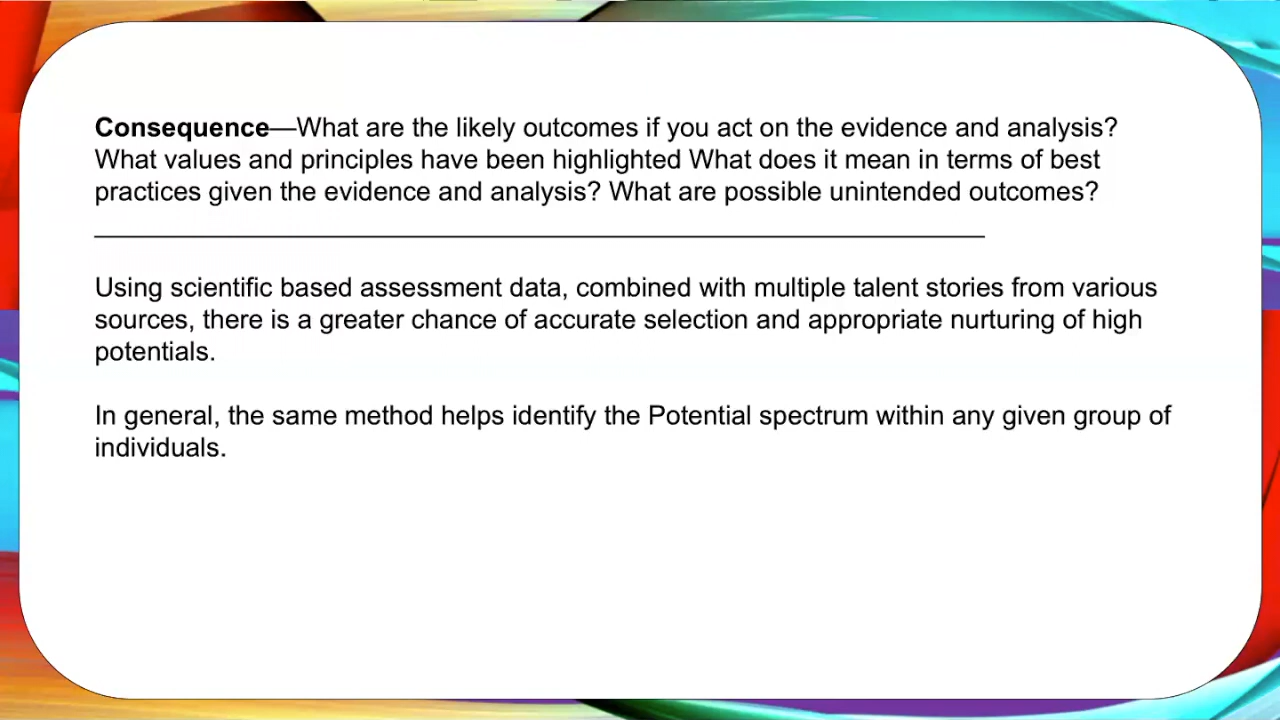 Consequence—What are the likely outcomes if you act on the evidence and analysis?
What values and principles have been highlighted What does it mean in terms of best
practices given the evidence and analysis? What are possible unintended outcomes?
Using scientific based assessment data, combined with multiple talent stories from various
sources, there is a greater chance of accurate selection and appropriate nurturing of high
potentials.
In general, the same method helps identify the Potential spectrum within any given group of
individuals.